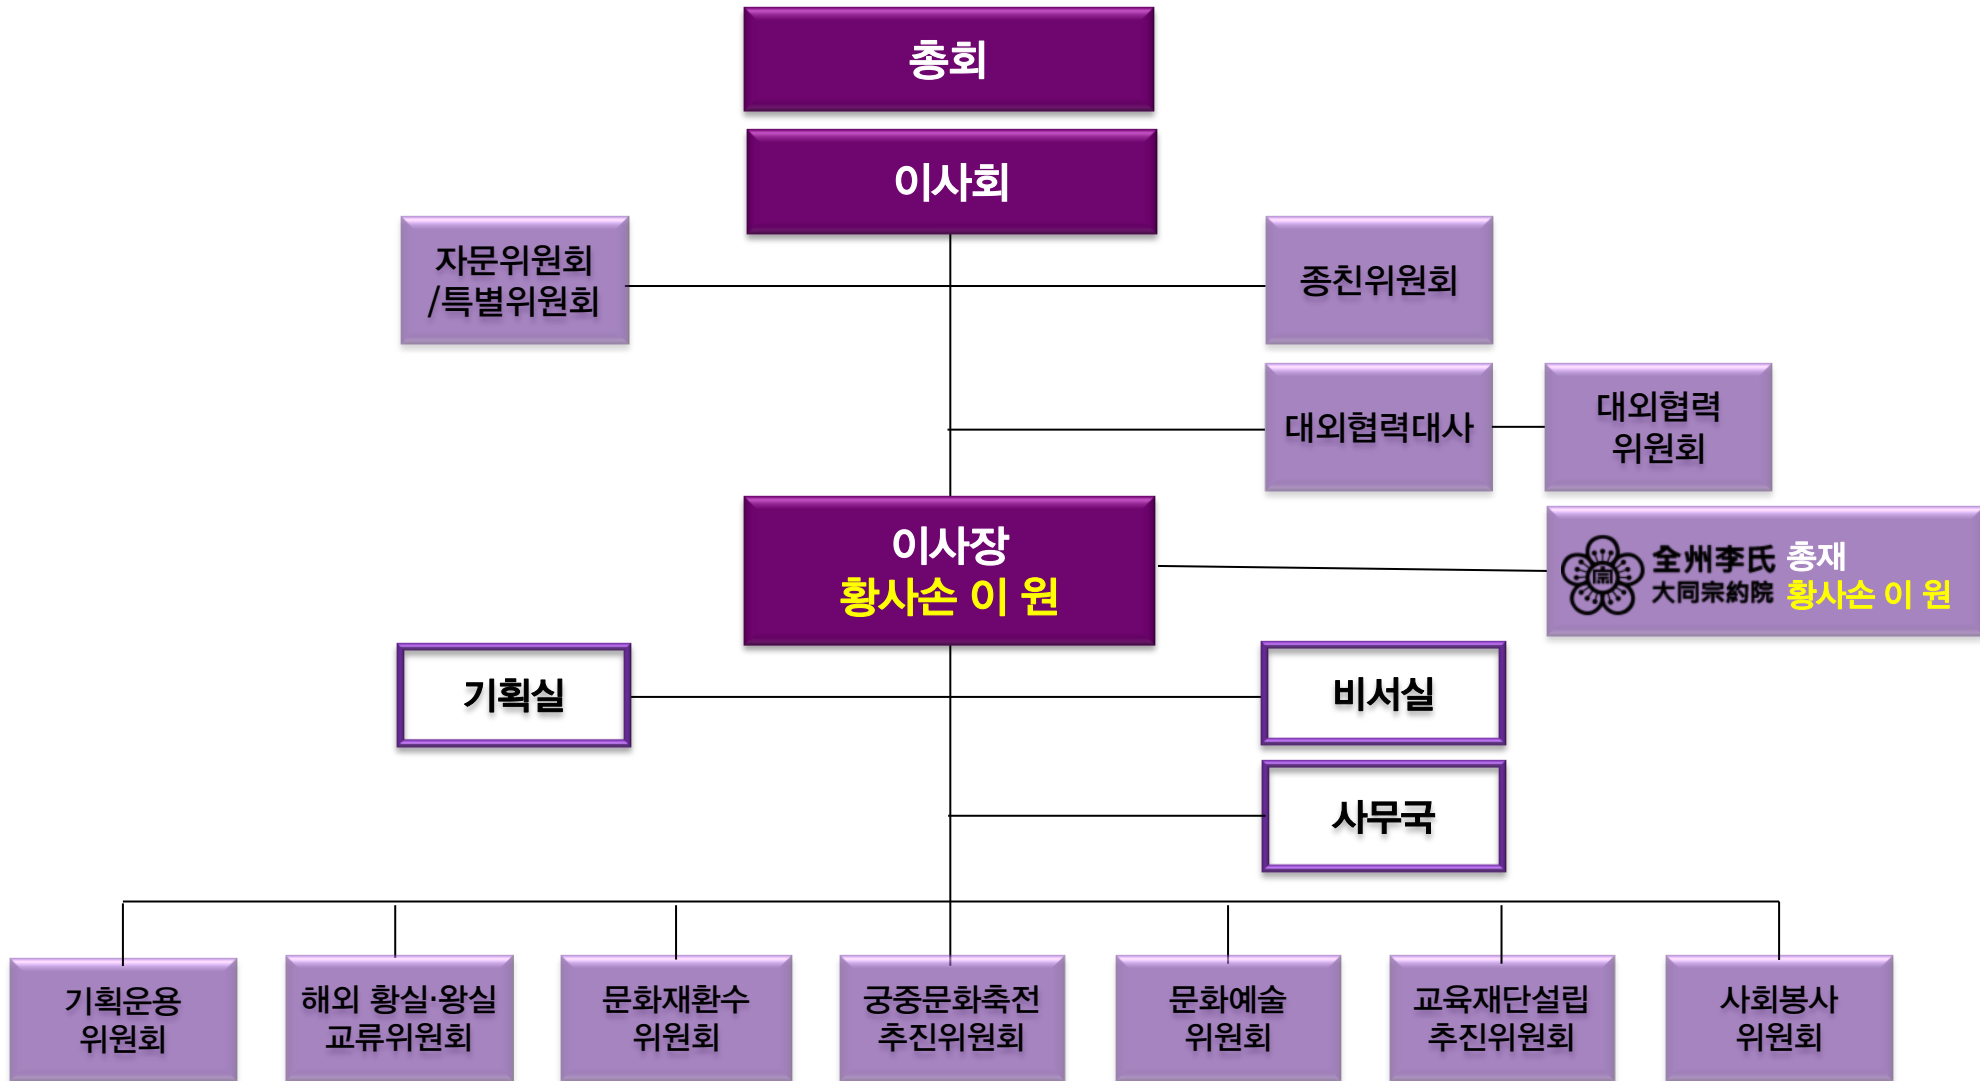 총회
이사회
자문위원회
/특별위원회
종친위원회
대외협력대사
대외협력
위원회
이사장
황사손 이 원
宗
全州李氏 총재
大同宗約院 황사손 이 원
기획실
비서실
사무국
기획운용
위원회
해외 황실·왕실
교류위원회
문화재환수
위원회
궁중문화축전
추진위원회
문화예술
위원회
교육재단설립
추진위원회
사회봉사
위원회